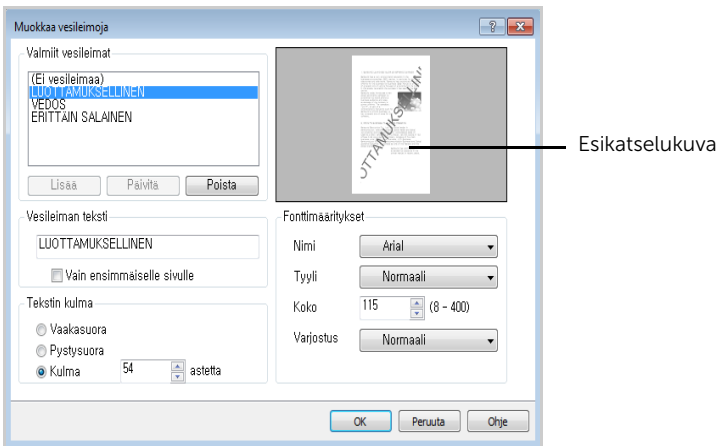 Muokkaa vesileimoja
Valmiit vesileimat
(Ei vesileimaa)
LUOTTAMUKSELLINEN
VEDOS
ERITTÄIN SALAINEN
Lisää Päivitä Poista
Esikatselukuva
Vesileiman teksti
LUOTTAMUKSELLINEN
Vain ensimmäiselle sivulle
Tekstin kulma
Vaakasuora
Pystysuora
Kulma 54 astetta
Fonttimääritykset
Nimi Arial
Tyyli Normaali
Koko 115 (8 - 400)
Varjostus Normaali
OK Peruuta Ohje